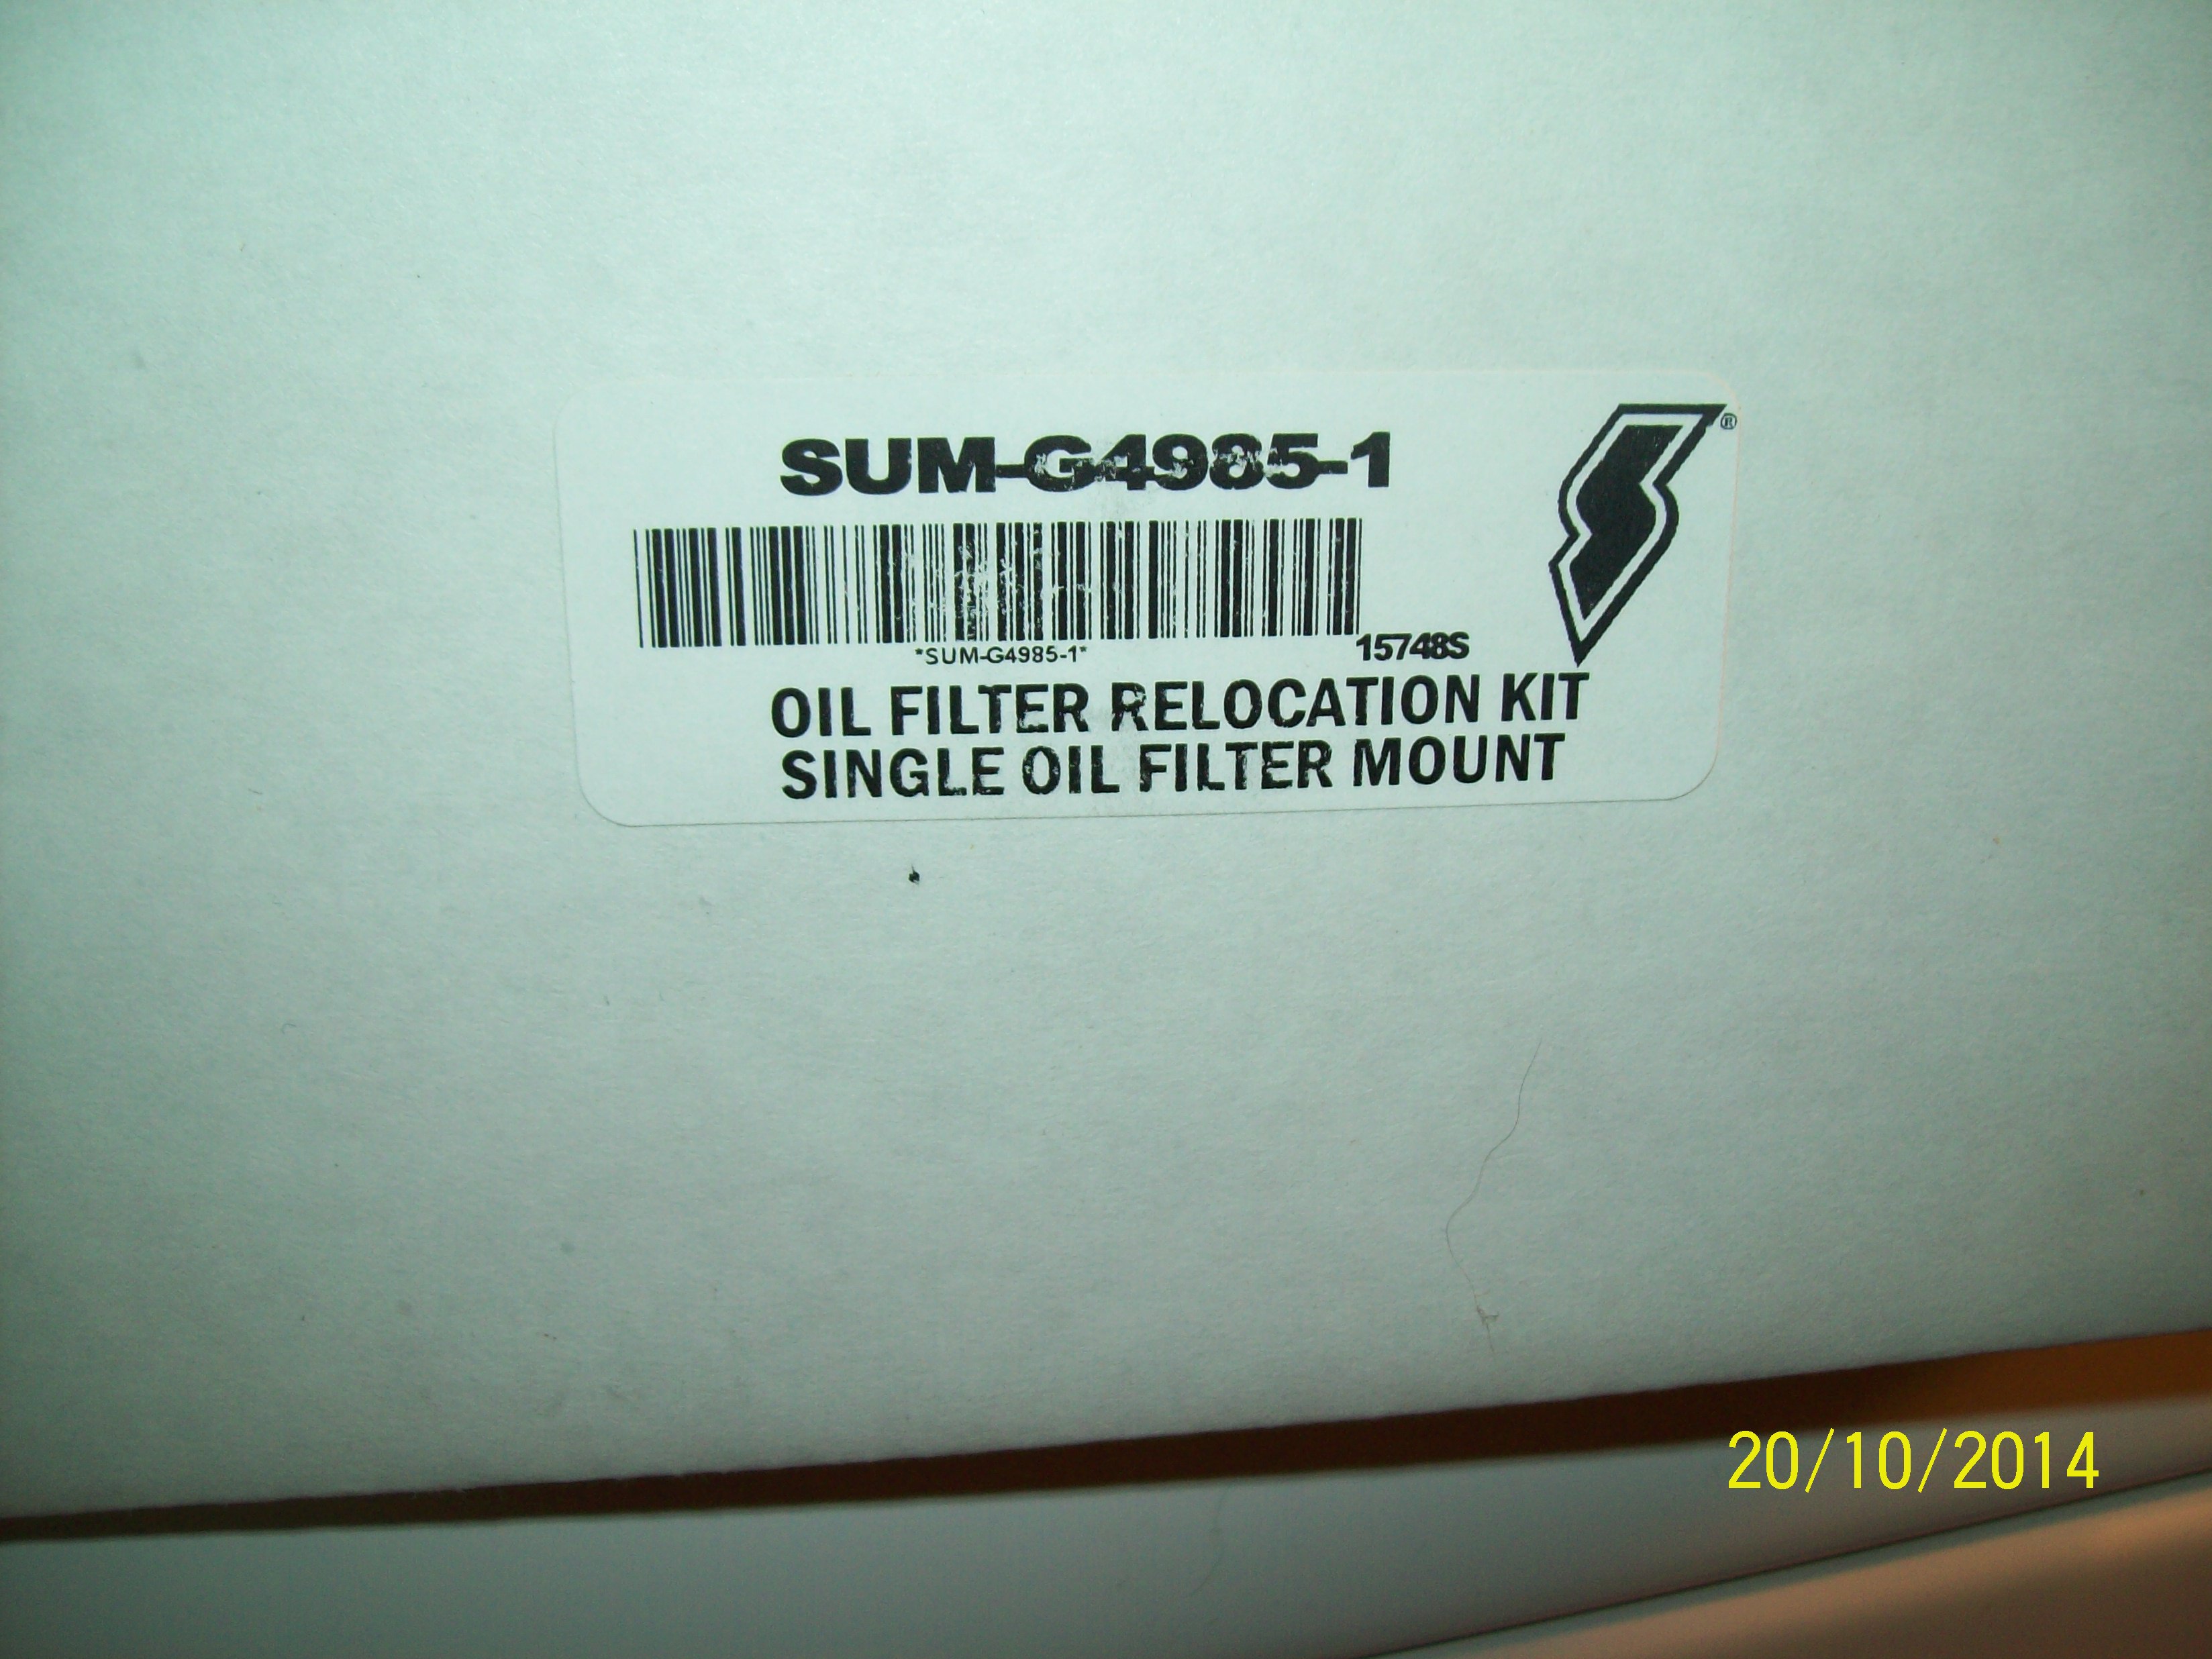 SUM-G4985-1
®
*SUM-G4985-1*
15748S
OIL FILTER RELOCATION KIT
SINGLE OIL FILTER MOUNT
20/10/2014